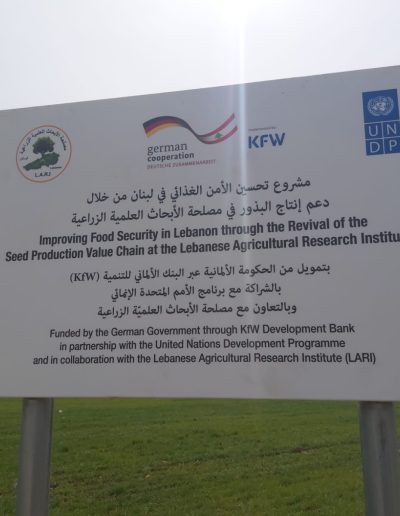 مصلحة الأبحاث العلمية الزراعية
L.A.R.I.
german
cooperation
DEUTSCHE ZUSAMMENARBEIT
KFW
UN
DP
مشروع تحسين الأمن الغذائي في لبنان من خلال
دعم إنتاج البذور في مصلحة الأبحاث العلمية الزراعية
Improving Food Security in Lebanon through the Revival of the
Seed Production Value Chain at the Lebanese Agricultural Research Institu
بتمويل من الحكومة الألمانية عبر البنك الألماني للتنمية (KfW)
بالشراكة مع برنامج الأمم المتحدة الإنمائي
وبالتعاون مع مصلحة الأبحاث العلميّة الزراعية
Funded by the German Government through KfW Development Bank
in partnership with the United Nations Development Programme
and in collaboration with the Lebanese Agricultural Research Institute (LARI)